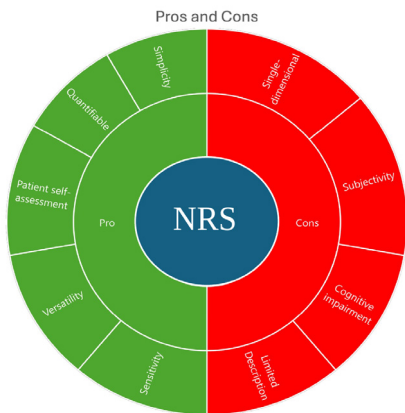 Pros and Cons
Simplicity
Quantifiable
Patient self-
assessment
Versatility
Sensitivity
Pro
NRS
Cons
Single-
dimensional
Subjectivity
Cognitive
impairment
Limited
Description